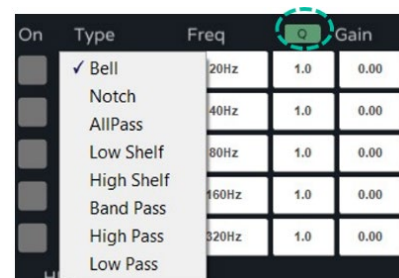 On Type Freq Q Gain
✓ Bell 20Hz 1.0 0.00
Notch
AllPass 40Hz 1.0 0.00
Low Shelf 80Hz 1.0 0.00
High Shelf
Band Pass 160Hz 1.0 0.00
High Pass 320Hz 1.0 0.00
Low Pass